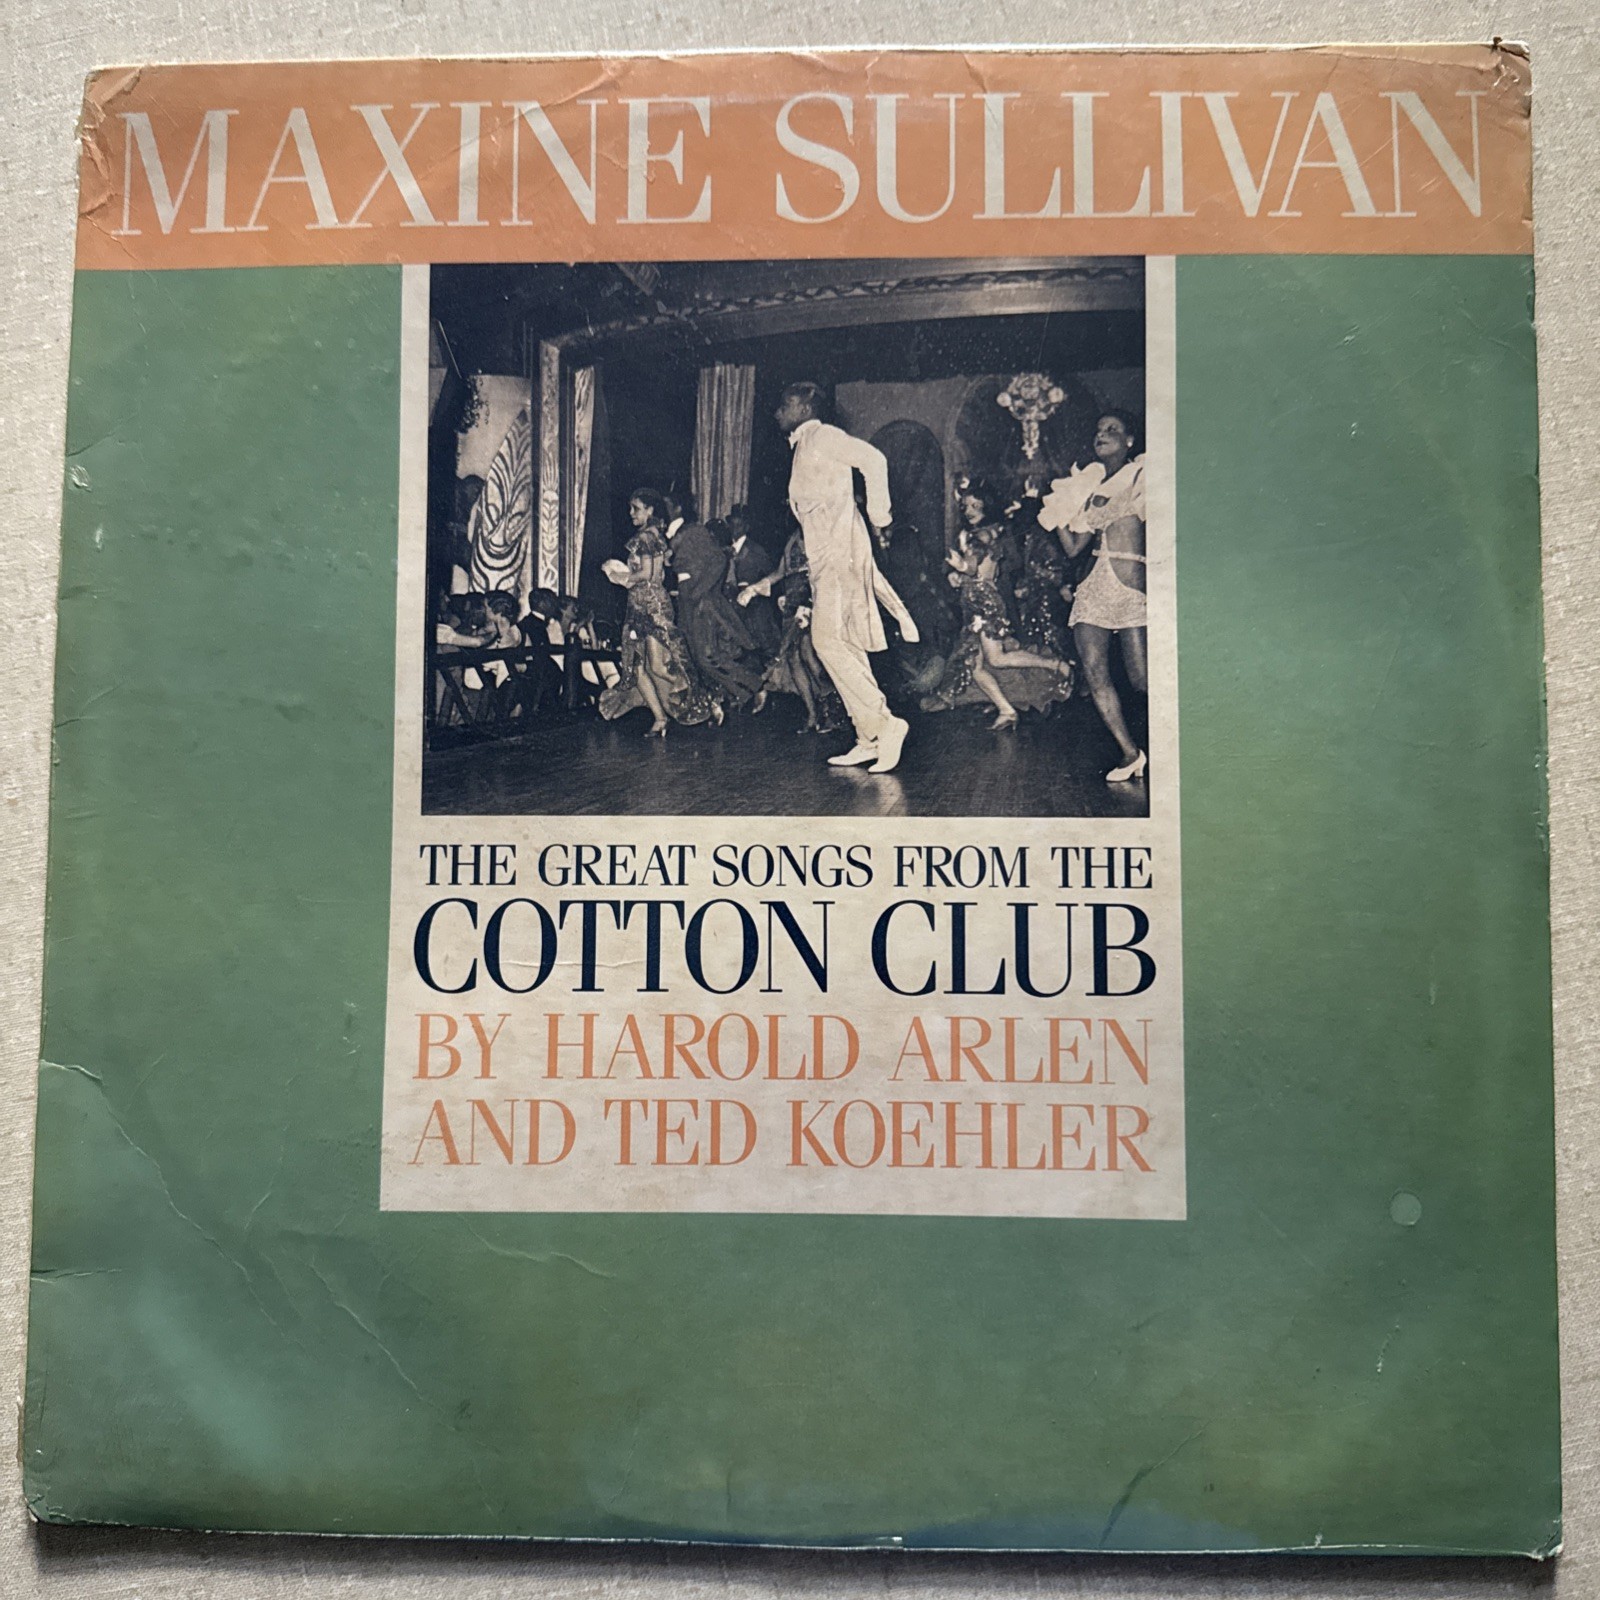 MAXINE SULLIVAN
THE GREAT SONGS FROM THE
COTTON CLUB
BY HAROLD ARLEN
AND TED KOEHLER